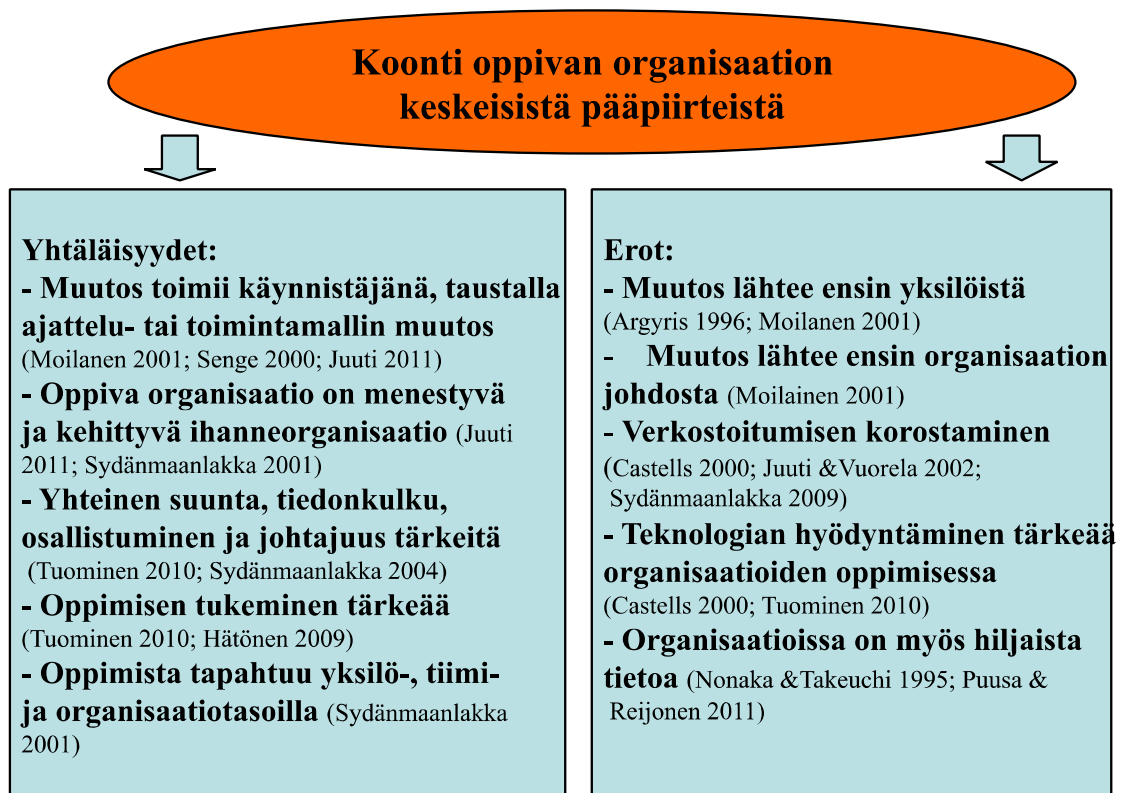 Koonti oppivan organisaation
keskeisistä pääpiirteistä
Yhtäläisyydet:
- Muutos toimii käynnistäjänä, taustalla
ajattelu- tai toimintamallin muutos
(Moilanen 2001; Senge 2000; Juuti 2011)
- Oppiva organisaatio on menestyvä
ja kehittyvä ihanneorganisaatio (Juuti
2011; Sydänmaanlakka 2001)
- Yhteinen suunta, tiedonkulku,
osallistuminen ja johtajuus tärkeitä
(Tuominen 2010; Sydänmaanlakka 2004)
- Oppimisen tukeminen tärkeää
(Tuominen 2010; Hätönen 2009)
- Oppimista tapahtuu yksilö-, tiimi-
ja organisaatiotasoilla (Sydänmaanlakka
2001)
Erot:
- Muutos lähtee ensin yksilöistä
(Argyris 1996; Moilanen 2001)
- Muutos lähtee ensin organisaation
johdosta (Moilainen 2001)
- Verkostoitumisen korostaminen
(Castells 2000; Juuti &Vuorela 2002;
Sydänmaanlakka 2009)
- Teknologian hyödyntäminen tärkeää
organisaatioiden oppimisessa
(Castells 2000; Tuominen 2010)
- Organisaatioissa on myös hiljaista
tietoa (Nonaka &Takeuchi 1995; Puusa &
Reijonen 2011)